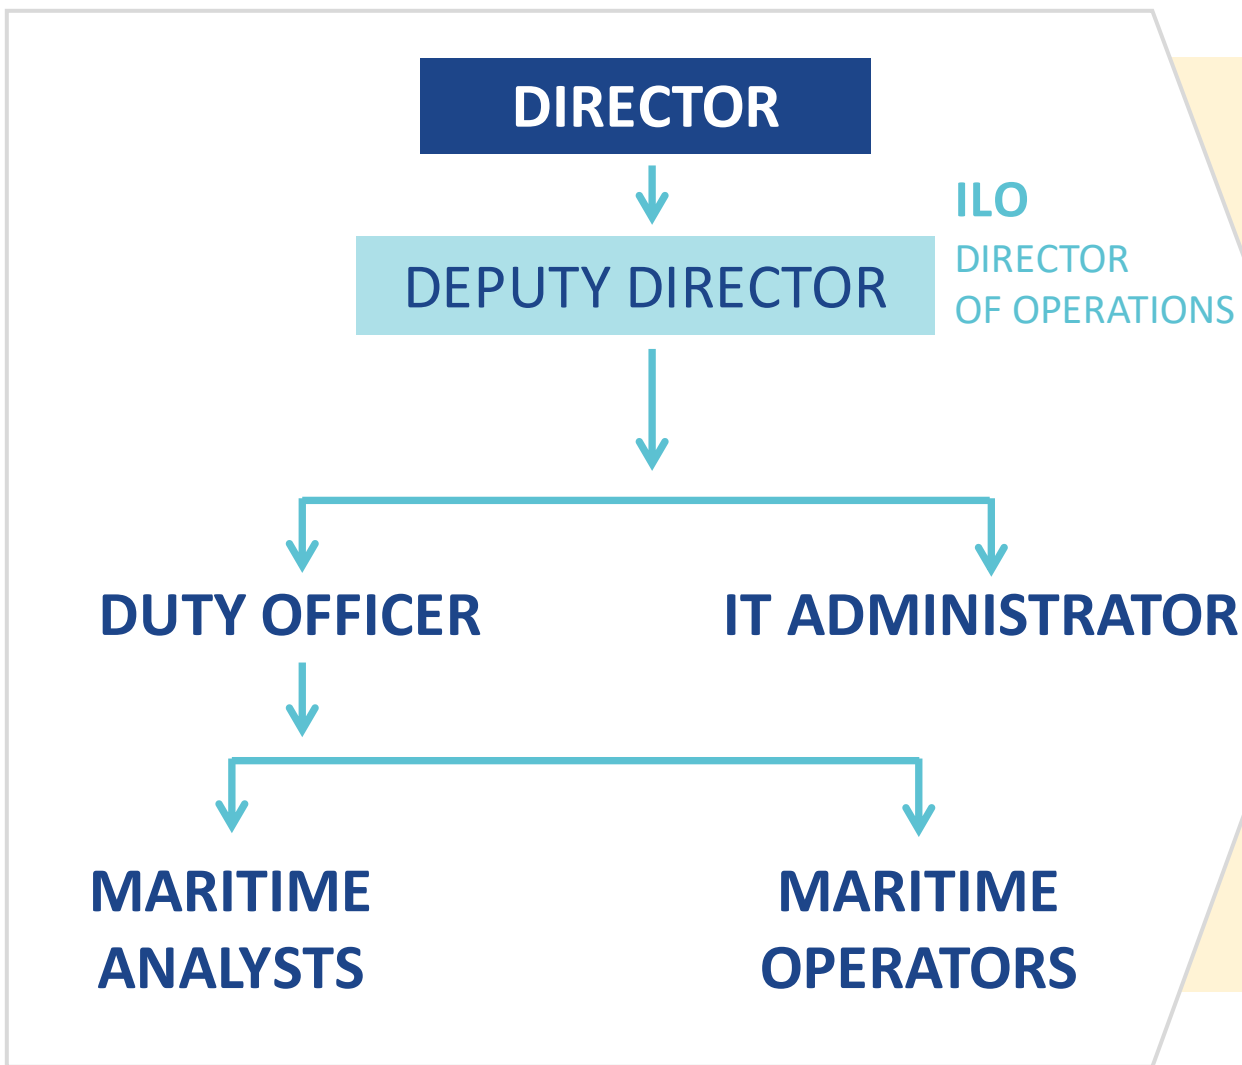 DIRECTOR
DEPUTY DIRECTOR
ILO
DIRECTOR
OF OPERATIONS
DUTY OFFICER
IT ADMINISTRATOR
MARITIME
ANALYSTS
MARITIME
OPERATORS